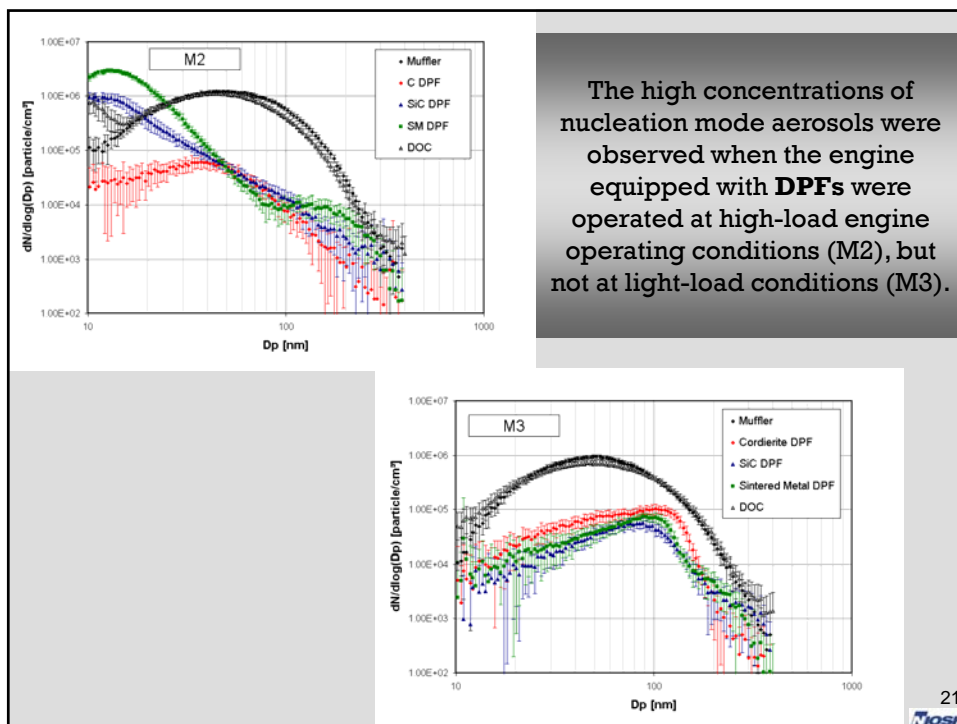 M2
1.00E+07
1.00E+06
1.00E+05
1.00E+04
1.00E+03
1.00E+02
dN/dlog(Dp) [particle/cm³]
10
100
1000
Dp [nm]
Muffler
C DPF
SiC DPF
SM DPF
DOC
The high concentrations of
nucleation mode aerosols were
observed when the engine
equipped with DPFs were
operated at high-load engine
operating conditions (M2), but
not at light-load conditions (M3).
M3
1.00E+07
1.00E+06
1.00E+05
1.00E+04
1.00E+03
1.00E+02
dN/dlog(Dp) [particle/cm³]
10
100
1000
Dp [nm]
Muffler
Cordierite DPF
SiC DPF
Sintered Metal DPF
DOC
21